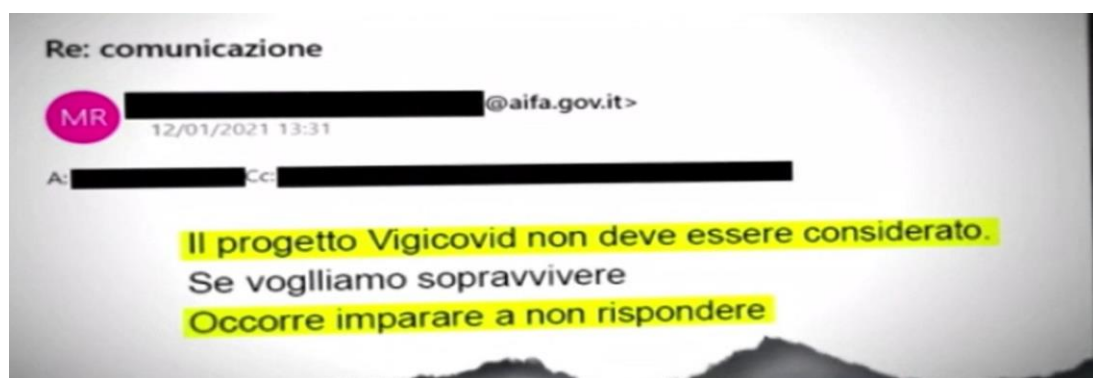 Re: comunicazione
MR
@aifa.gov.it>
12/01/2021 13:31
A: Cc:
Il progetto Vigicovid non deve essere considerato.
Se voglliamo sopravvivere
Occorre imparare a non rispondere